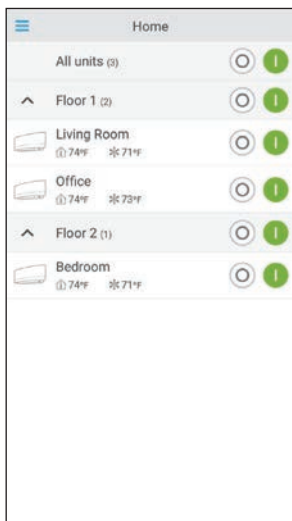 Home
All units (3)
Floor 1 (2)
Living Room
74°F 71°F
Office
74°F 73°F
Floor 2 (1)
Bedroom
74°F 71°F